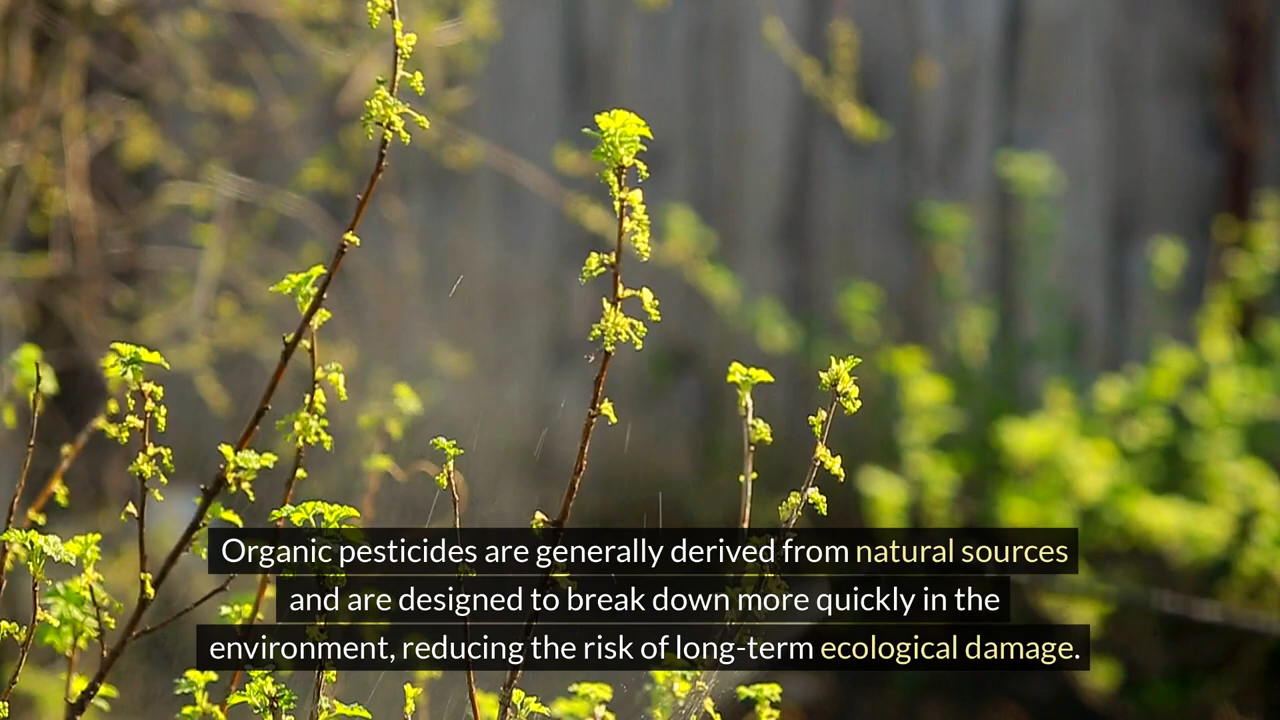 Organic pesticides are generally derived from natural sources
and are designed to break down more quickly in the
environment, reducing the risk of long-term ecological damage.